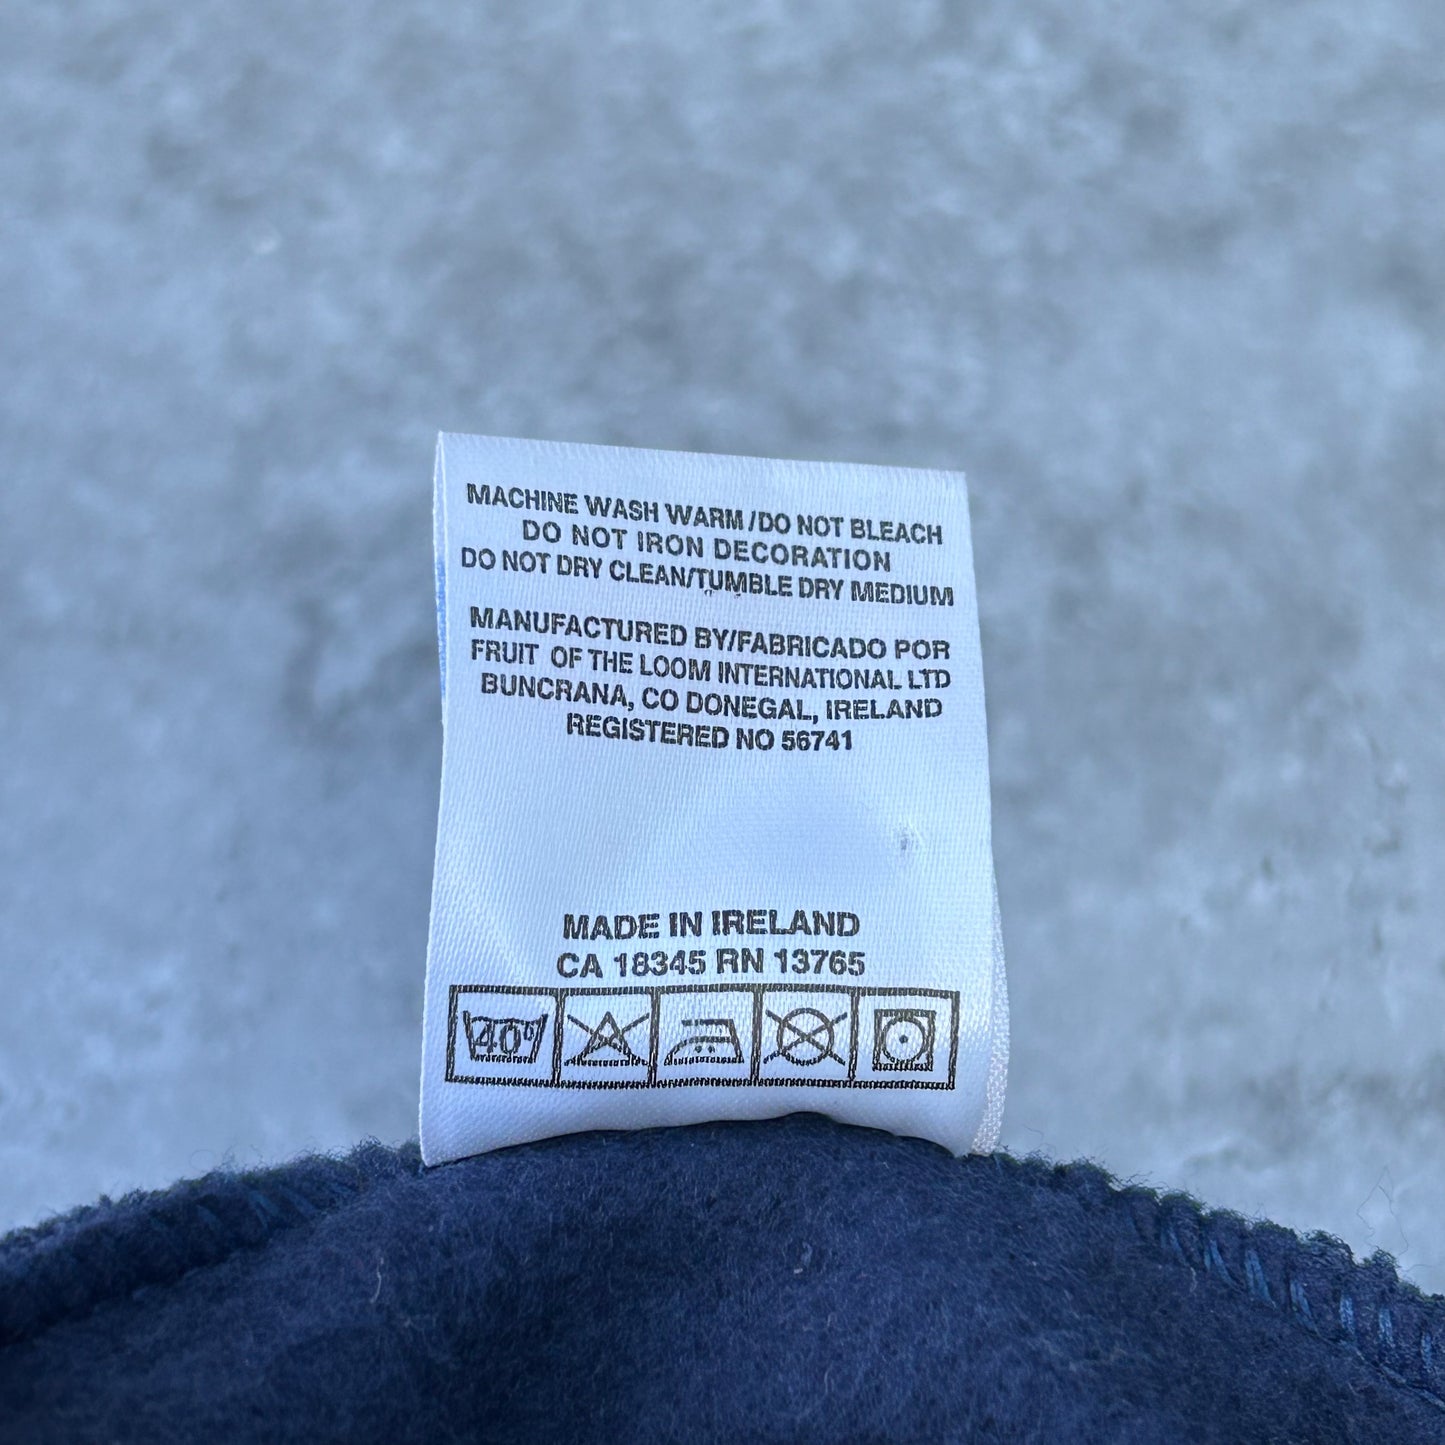 MACHINE WASH WARM/DO NOT BLEACH
DO NOT IRON DECORATION
DO NOT DRY CLEAN/TUMBLE DRY MEDIUM
MANUFACTURED BY/FABRICADO POR
FRUIT OF THE LOOM INTERNATIONAL LTD
BUNCRANA, CO DONEGAL, IRELAND
REGISTERED NO 56741
MADE IN IRELAND
CA 18345 RN 13765
40°